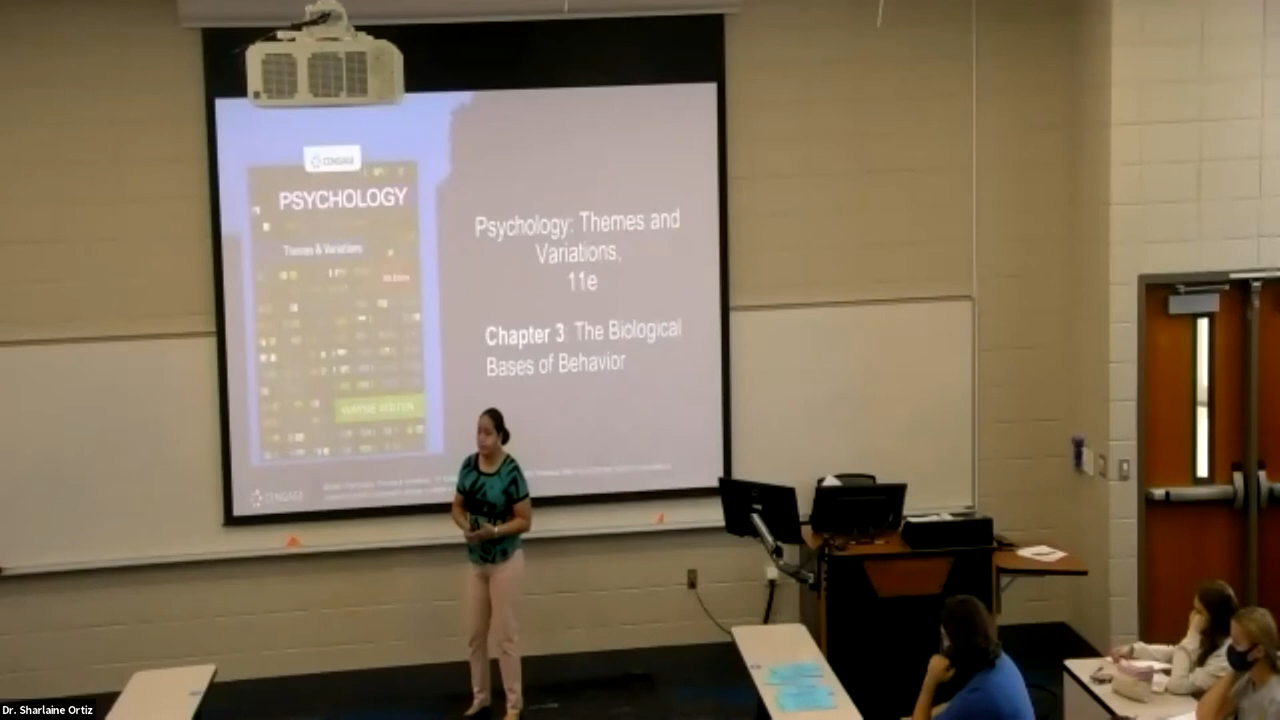 CENGAGE
PSYCHOLOGY
Themes & Variations
Psychology: Themes and
Variations,
11e
Chapter 3 The Biological
Bases of Behavior
WAYNE WEITEN
CENGAGE
Dr. Sharlaine Ortiz